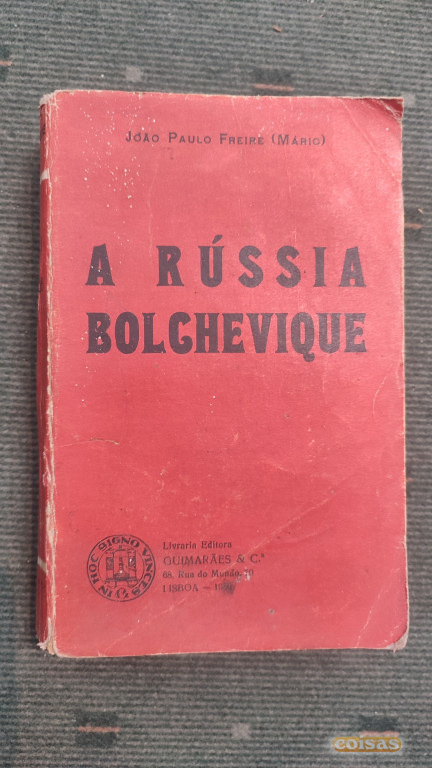 JOÃO PAULO FREIRE (MÁRIO)
A RÚSSIA
BOLCHEVIQUE
IN HOC SIGNO VINCES
Livraria Editora
GUIMARÃES & C.ª
68, Rua do Mundo, 70
LISBOA —
coisas